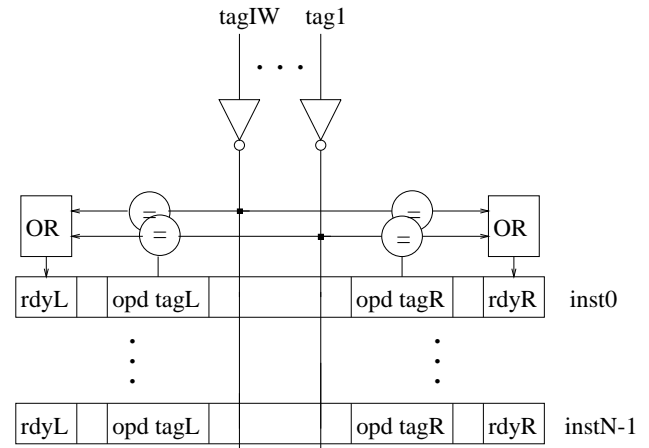 tagIW tag1
. . .
= =
OR = = OR
rdyL opd tagL opd tagR rdyR inst0
rdyL opd tagL opd tagR rdyR instN-1